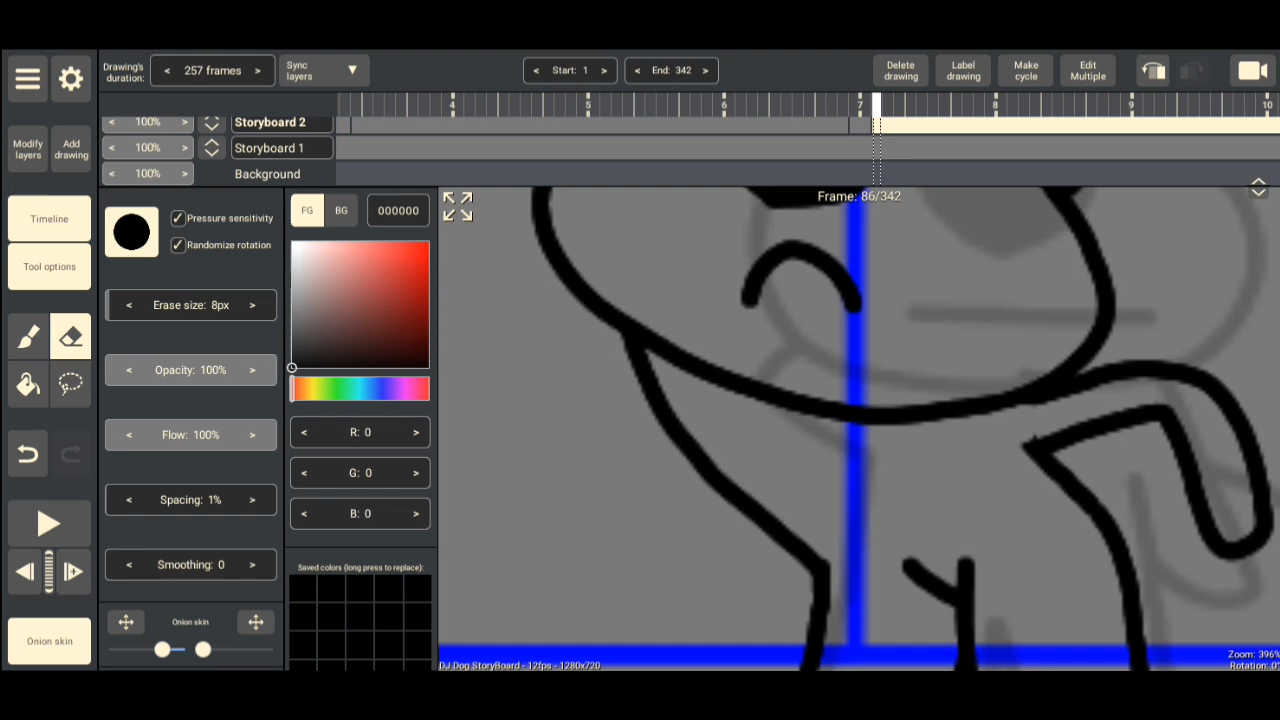 Drawing's duration:
< 257 frames >
Sync layers ▼
< Start: 1 >
< End: 342 >
Delete drawing
Label drawing
Make cycle
Edit Multiple
4 5 6 7 8 9 10
< 100% > Storyboard 2
< 100% > Storyboard 1
< 100% > Background
Modify layers
Add drawing
Timeline
Tool options
Pressure sensitivity
Randomize rotation
< Erase size: 8px >
< Opacity: 100% >
< Flow: 100% >
< Spacing: 1% >
< Smoothing: 0 >
Onion skin
Onion skin
FG
BG
000000
< R: 0 >
< G: 0 >
< B: 0 >
Saved colors (long press to replace):
Frame: 86/342
DJ Dog StoryBoard - 12fps - 1280x720
Zoom: 396%
Rotation: 0°